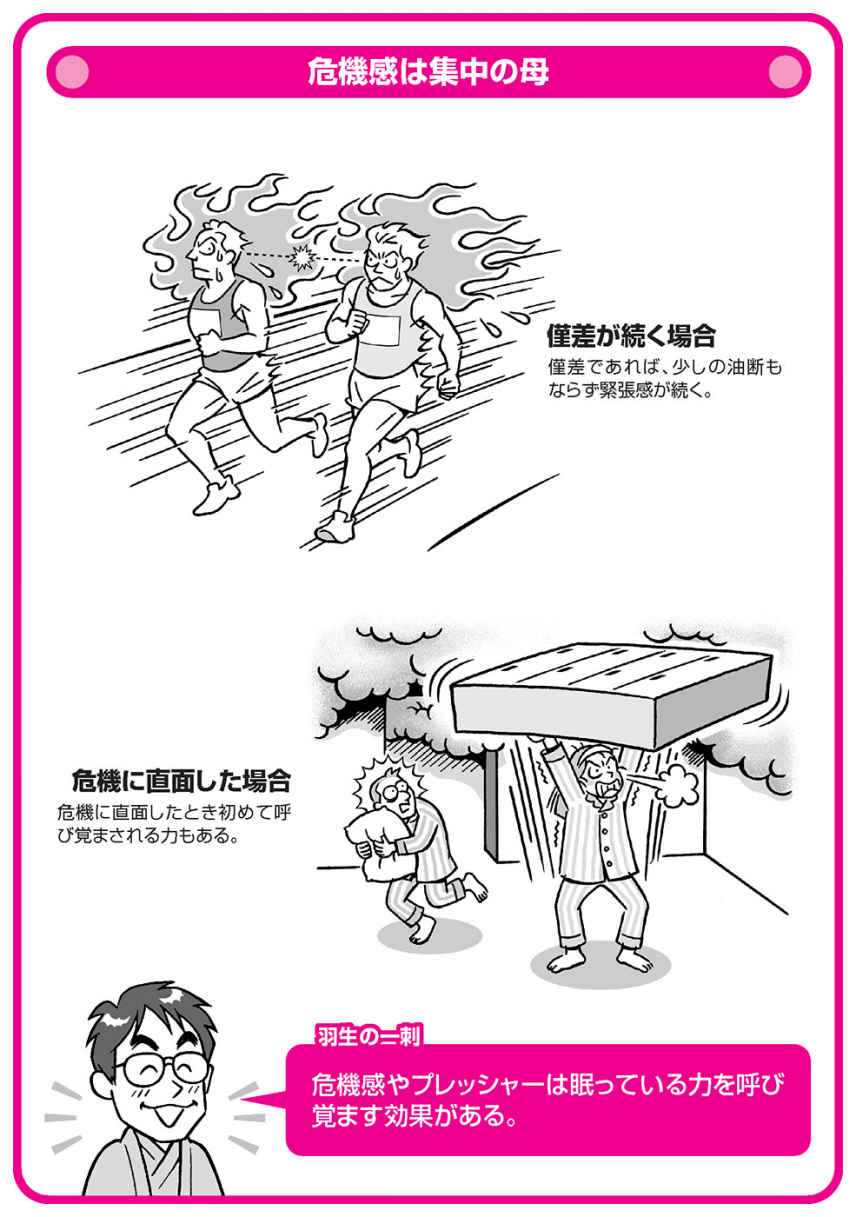 危機感は集中の母
僅差が続く場合
僅差であれば、少しの油断も
ならず緊張感が続く。
危機に直面した場合
危機に直面したとき初めて呼
び覚まされる力もある。
羽生の一刺
危機感やプレッシャーは眠っている力を呼び
覚ます効果がある。